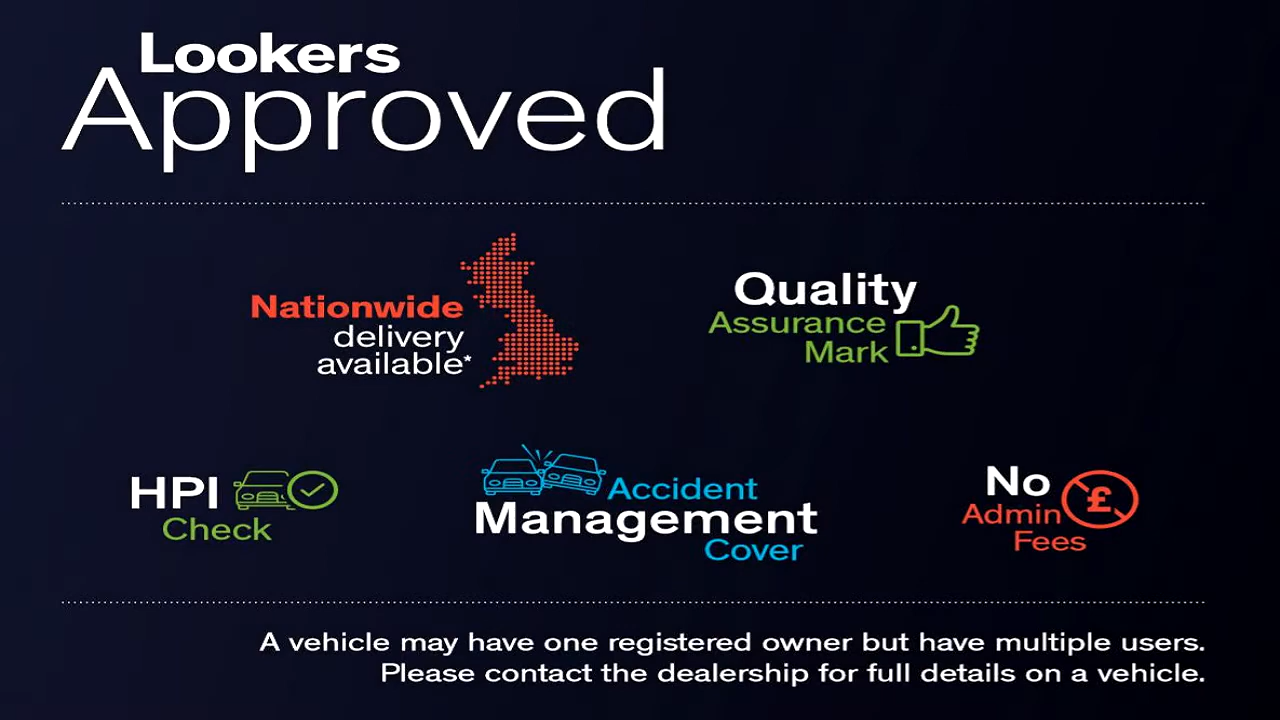 Lookers
Approved
Nationwide
delivery
available*
Quality
Assurance
Mark
HPI
Check
Accident
Management
Cover
No
Admin
Fees
£
A vehicle may have one registered owner but have multiple users.
Please contact the dealership for full details on a vehicle.